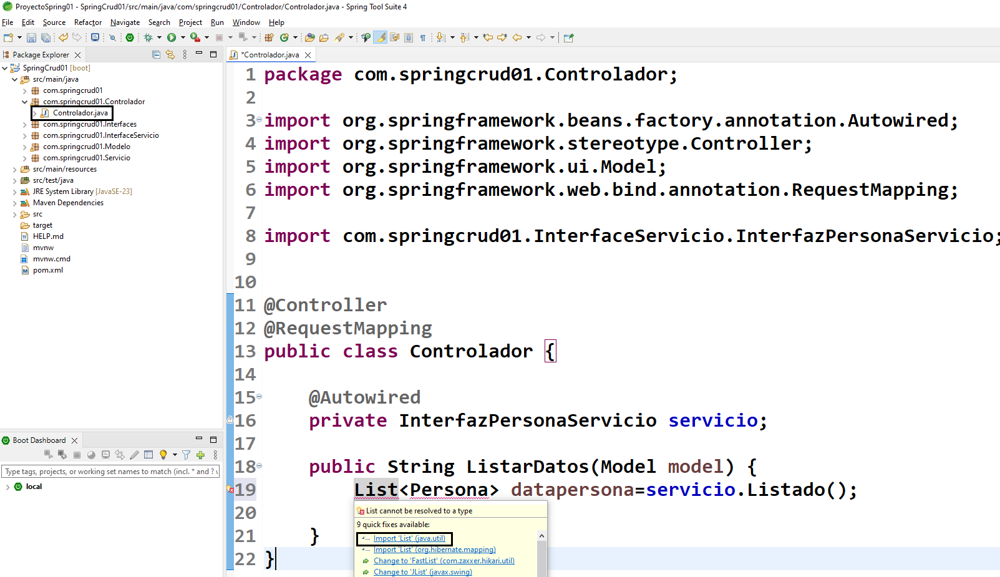 ProyectoSpring01 - SpringCrud01/src/main/java/com/springcrud01/Controlador/Controlador.java - Spring Tool Suite 4
File Edit Source Refactor Navigate Search Project Run Window Help
Package Explorer
SpringCrud01 [boot]
src/main/java
com.springcrud01
com.springcrud01.Controlador
Controlador.java
com.springcrud01.Interfaces
com.springcrud01.InterfaceServicio
com.springcrud01.Modelo
com.springcrud01.Servicio
src/main/resources
src/test/java
JRE System Library [JavaSE-23]
Maven Dependencies
src
target
HELP.md
mvnw
mvnw.cmd
pom.xml
Boot Dashboard
Type tags, projects, or working set names to match (incl. * and ?
local
*Controlador.java
1 package com.springcrud01.Controlador;
2
3 import org.springframework.beans.factory.annotation.Autowired;
4 import org.springframework.stereotype.Controller;
5 import org.springframework.ui.Model;
6 import org.springframework.web.bind.annotation.RequestMapping;
7
8 import com.springcrud01.InterfaceServicio.InterfazPersonaServicio;
9
10
11 @Controller
12 @RequestMapping
13 public class Controlador {
14
15 @Autowired
16 private InterfazPersonaServicio servicio;
17
18 public String ListarDatos(Model model) {
19 List<Persona> datapersona=servicio.Listado();
20
21 }
22 }
List cannot be resolved to a type
9 quick fixes available:
Import 'List' (java.util)
Import 'List' (org.hibernate.mapping)
Change to 'FastList' (com.zaxxer.hikari.util)
Change to 'JList' (javax.swing)